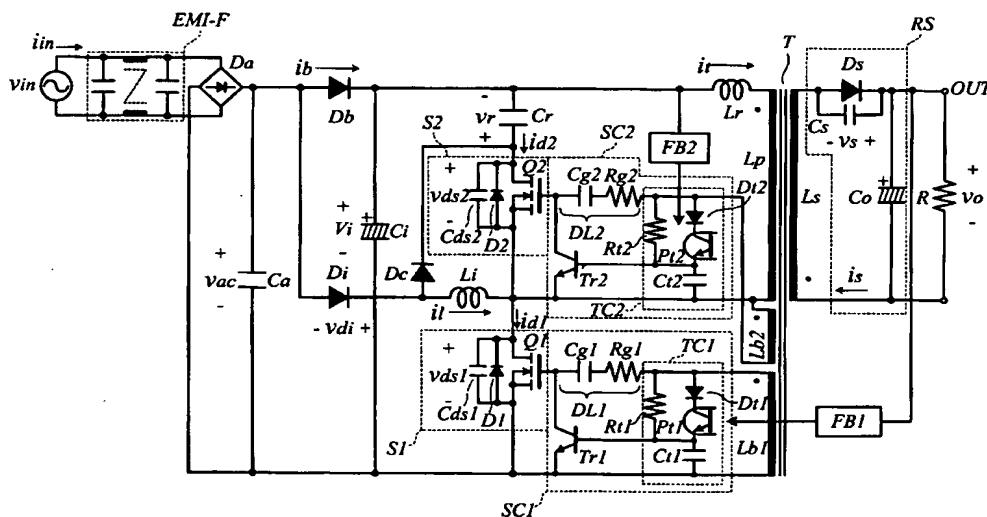 EMI-F
RS
iin
Da
ib
it
T
Ds
OUT
vin
Db
Lr
Cs
- vs +
- vr +
Cr
S2
id2
SC2
FB2
Lp
Ls
Co
R
+ vo -
Q2
Cg2
Rg2
Dt2
+ vds2 -
Cds2
D2
DL2
Rt2
Pt2
+ Vi -
+
Ci
Dc
Li
Tr2
Ct2
+ vac -
Ca
Di
il
is
- vdi +
id1
TC2
Lb2
Q1
Cg1
Rg1
TC1
+ vds1 -
Cds1
D1
DL1
Dt1
Rt1
Pt1
FB1
S1
Tr1
Ct1
Lb1
SC1